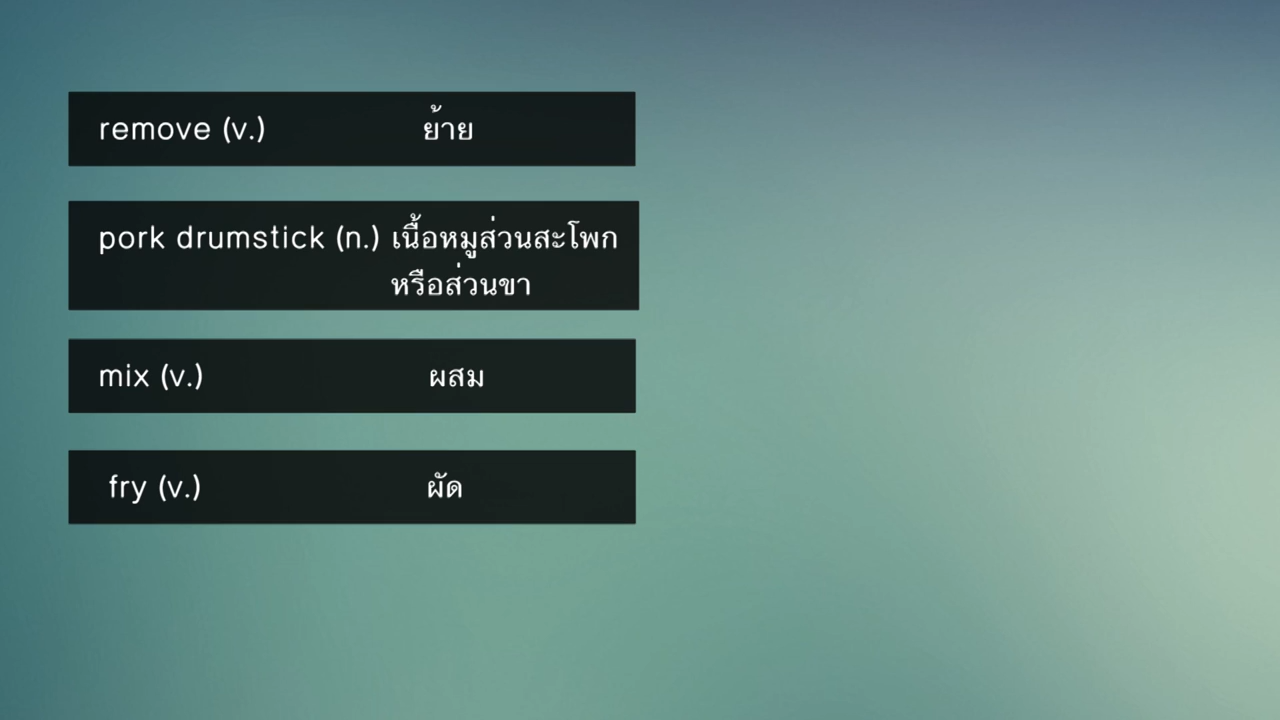 remove (v.) ย้าย
pork drumstick (n.) เนื้อหมูส่วนสะโพก
หรือส่วนขา
mix (v.) ผสม
fry (v.) ผัด